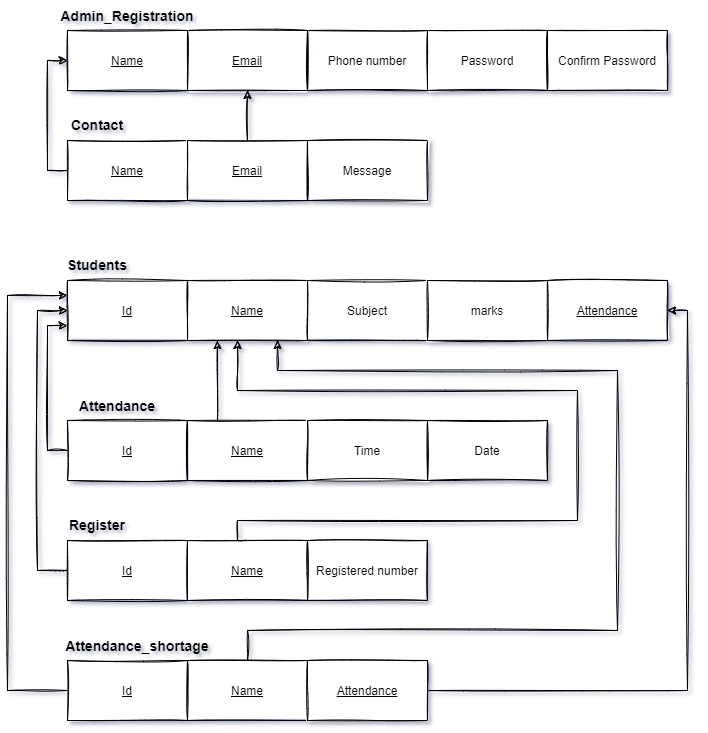 Admin_Registration
Name Email Phone number Password Confirm Password
Contact
Name Email Message
Students
Id Name Subject marks Attendance
Attendance
Id Name Time Date
Register
Id Name Registered number
Attendance_shortage
Id Name Attendance